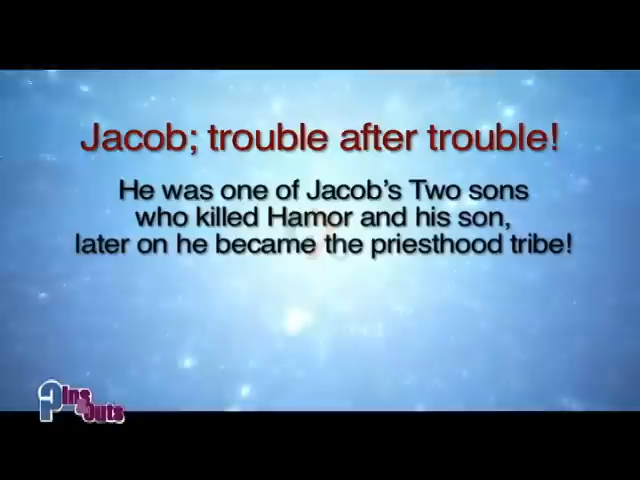 Jacob; trouble after trouble!
He was one of Jacob's Two sons
who killed Hamor and his son,
later on he became the priesthood tribe!
Ins
Outs